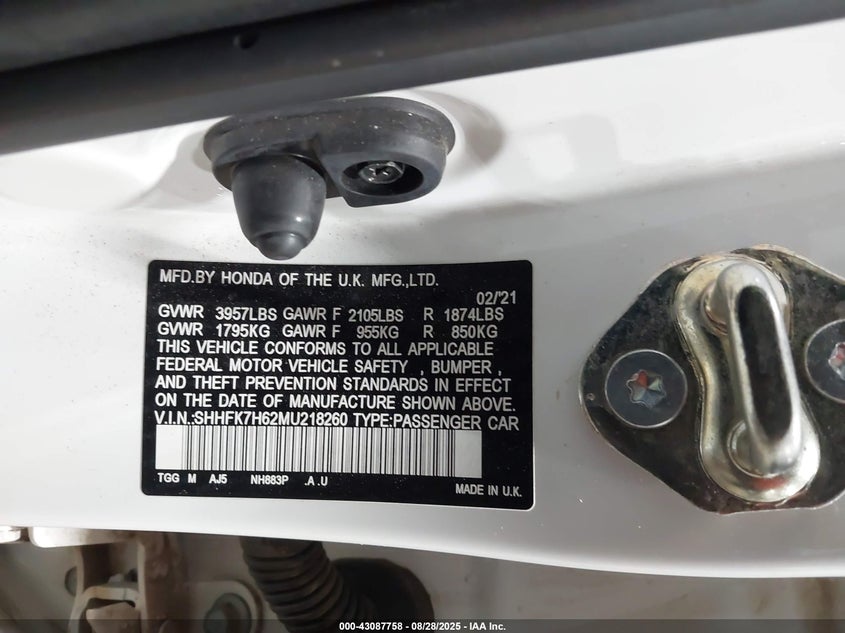 MFD.BY HONDA OF THE U.K. MFG.,LTD.
02/'21
GVWR 3957LBS GAWR F 2105LBS R 1874LBS
GVWR 1795KG GAWR F 955KG R 850KG
THIS VEHICLE CONFORMS TO ALL APPLICABLE
FEDERAL MOTOR VEHICLE SAFETY , BUMPER ,
AND THEFT PREVENTION STANDARDS IN EFFECT
ON THE DATE OF MANUFACTURE SHOWN ABOVE.
V.I.N.:SHHFK7H62MU218260 TYPE:PASSENGER CAR
TGG M AJ5 NH883P .A .U
MADE IN U.K.
000-43087758 - 08/28/2025 - IAA Inc.